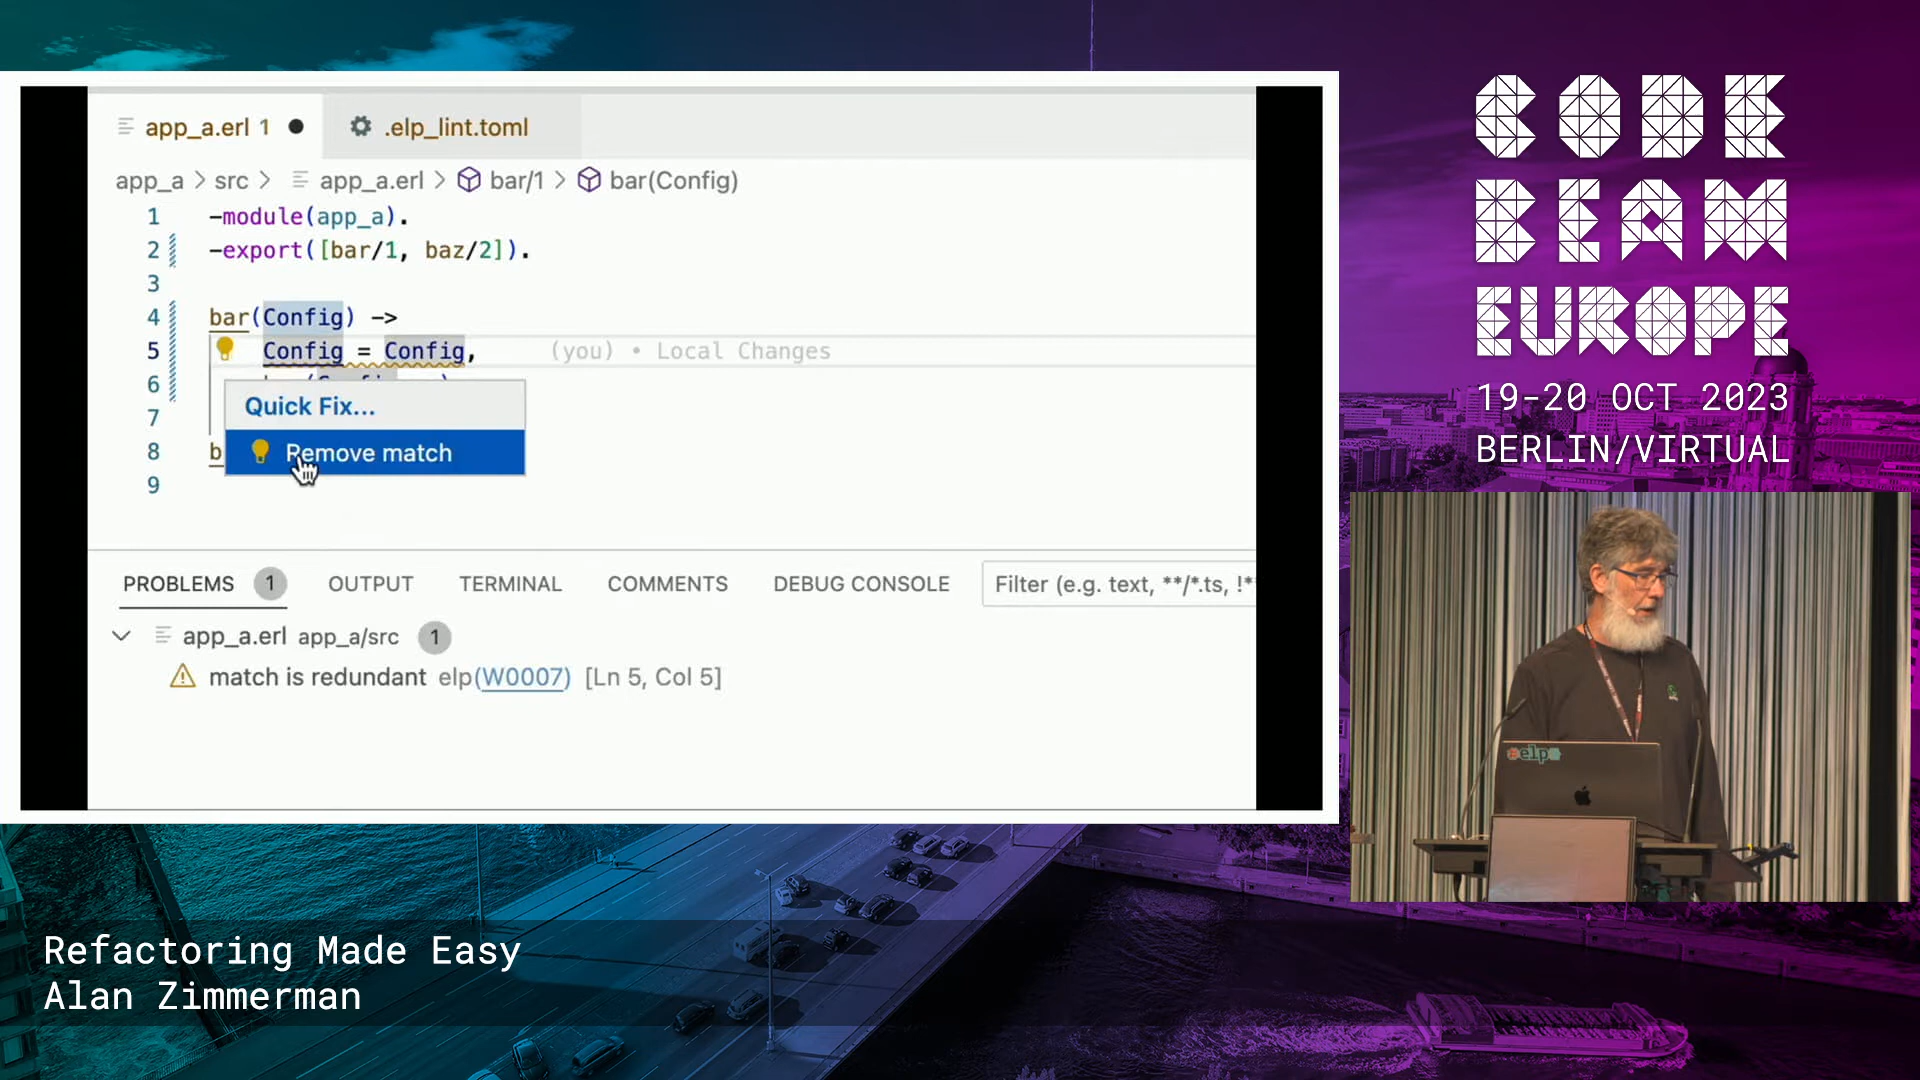 app_a.erl 1
.elp_lint.toml
app_a > src > app_a.erl > bar/1 > bar(Config)
1 -module(app_a).
2 -export([bar/1, baz/2]).
3
4 bar(Config) ->
5 Config = Config, (you) • Local Changes
6
7
8 b
9
Quick Fix...
Remove match
PROBLEMS 1 OUTPUT TERMINAL COMMENTS DEBUG CONSOLE Filter (e.g. text, **/*.ts, !*
app_a.erl app_a/src 1
match is redundant elp(W0007) [Ln 5, Col 5]
CODE
BEAM
EUROPE
19-20 OCT 2023
BERLIN/VIRTUAL
elp
Refactoring Made Easy
Alan Zimmerman